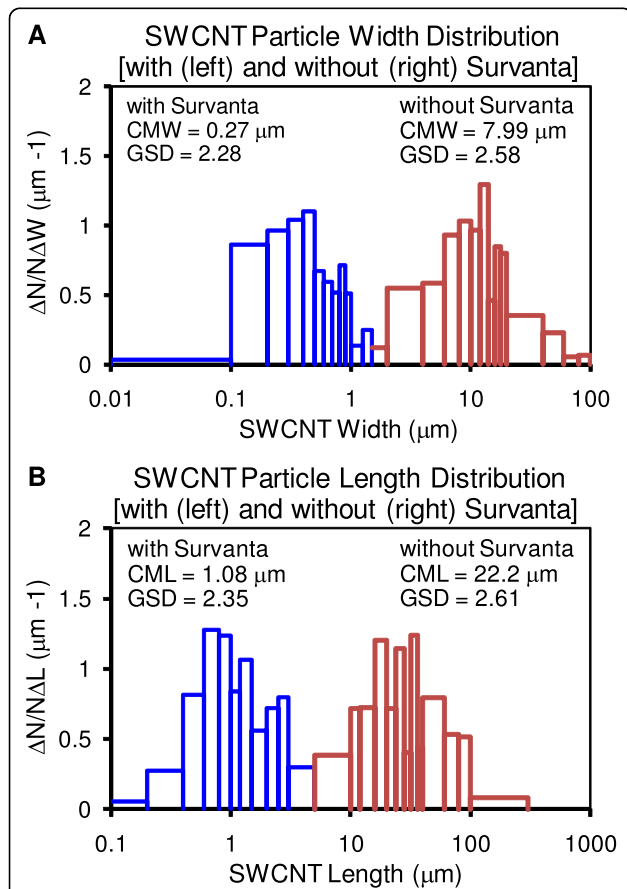 A
SWCNT Particle Width Distribution
[with (left) and without (right) Survanta]
2
1.5
1
0.5
0
ΔN/NΔW (μm -1)
with Survanta
CMW = 0.27 μm
GSD = 2.28
without Survanta
CMW = 7.99 μm
GSD = 2.58
0.01 0.1 1 10 100
SWCNT Width (μm)
B
SWCNT Particle Length Distribution
[with (left) and without (right) Survanta]
2
1.5
1
0.5
0
ΔN/NΔL (μm -1)
with Survanta
CML = 1.08 μm
GSD = 2.35
without Survanta
CML = 22.2 μm
GSD = 2.61
0.1 1 10 100 1000
SWCNT Length (μm)